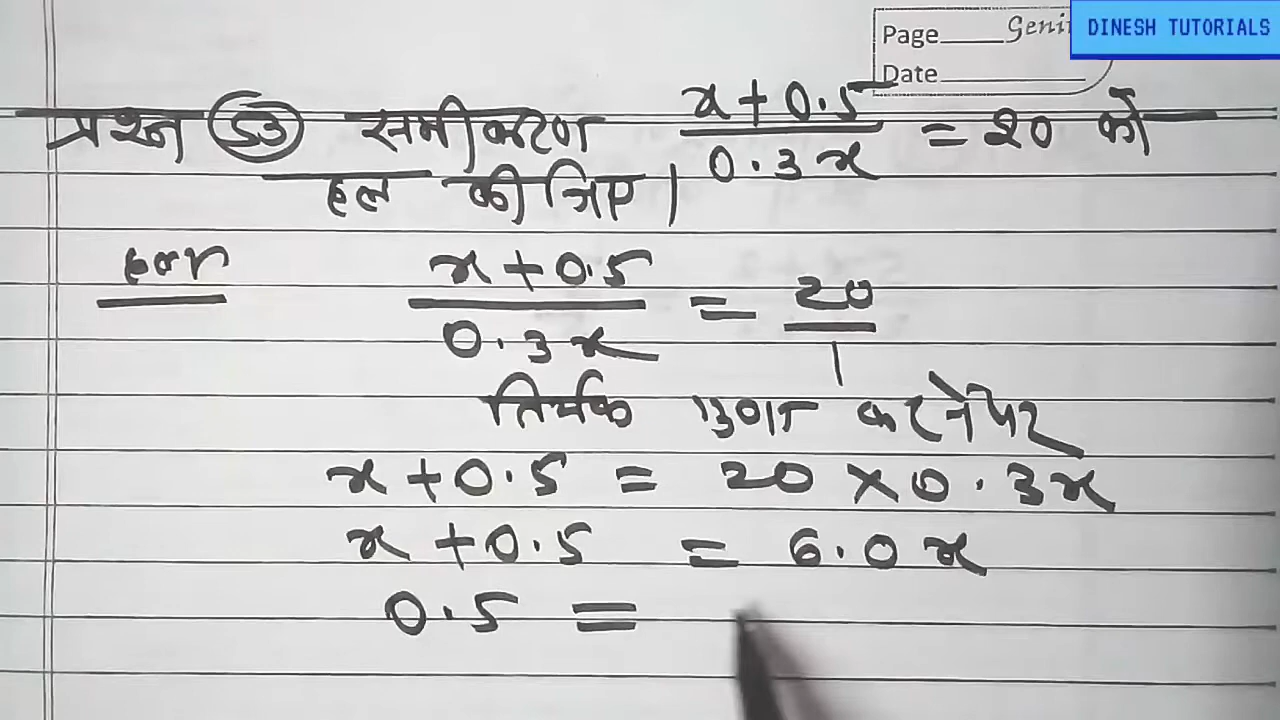 Page Geni
DINESH TUTORIALS
Date
प्रश्न 53 समीकरण x + 0.5 / 0.3x = 20 को
हल कीजिए।
हल x + 0.5 / 0.3x = 20 / 1
तिर्यक गुणा करने पर
x + 0.5 = 20 × 0.3x
x + 0.5 = 6.0x
0.5 =